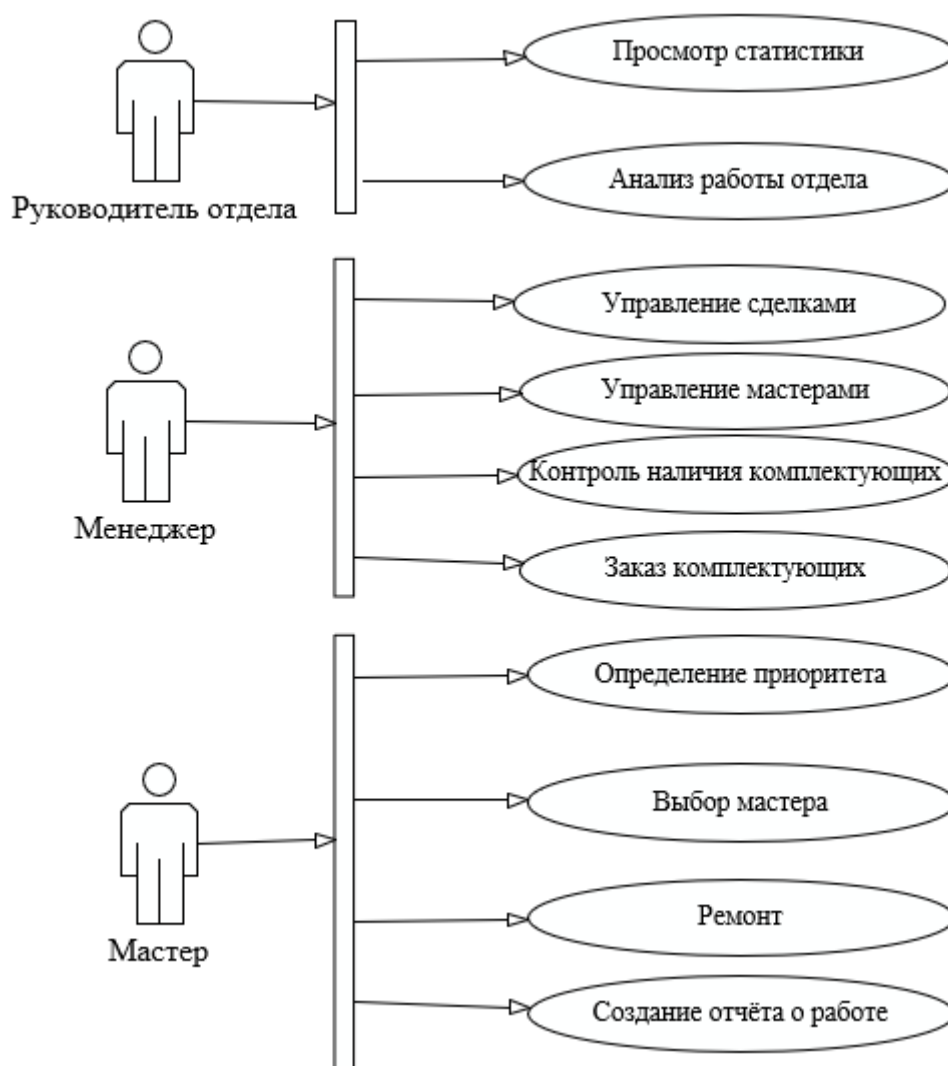 Просмотр статистики
Анализ работы отдела
Руководитель отдела
Управление сделками
Управление мастерами
Контроль наличия комплектующих
Менеджер
Заказ комплектующих
Определение приоритета
Выбор мастера
Ремонт
Мастер
Создание отчёта о работе